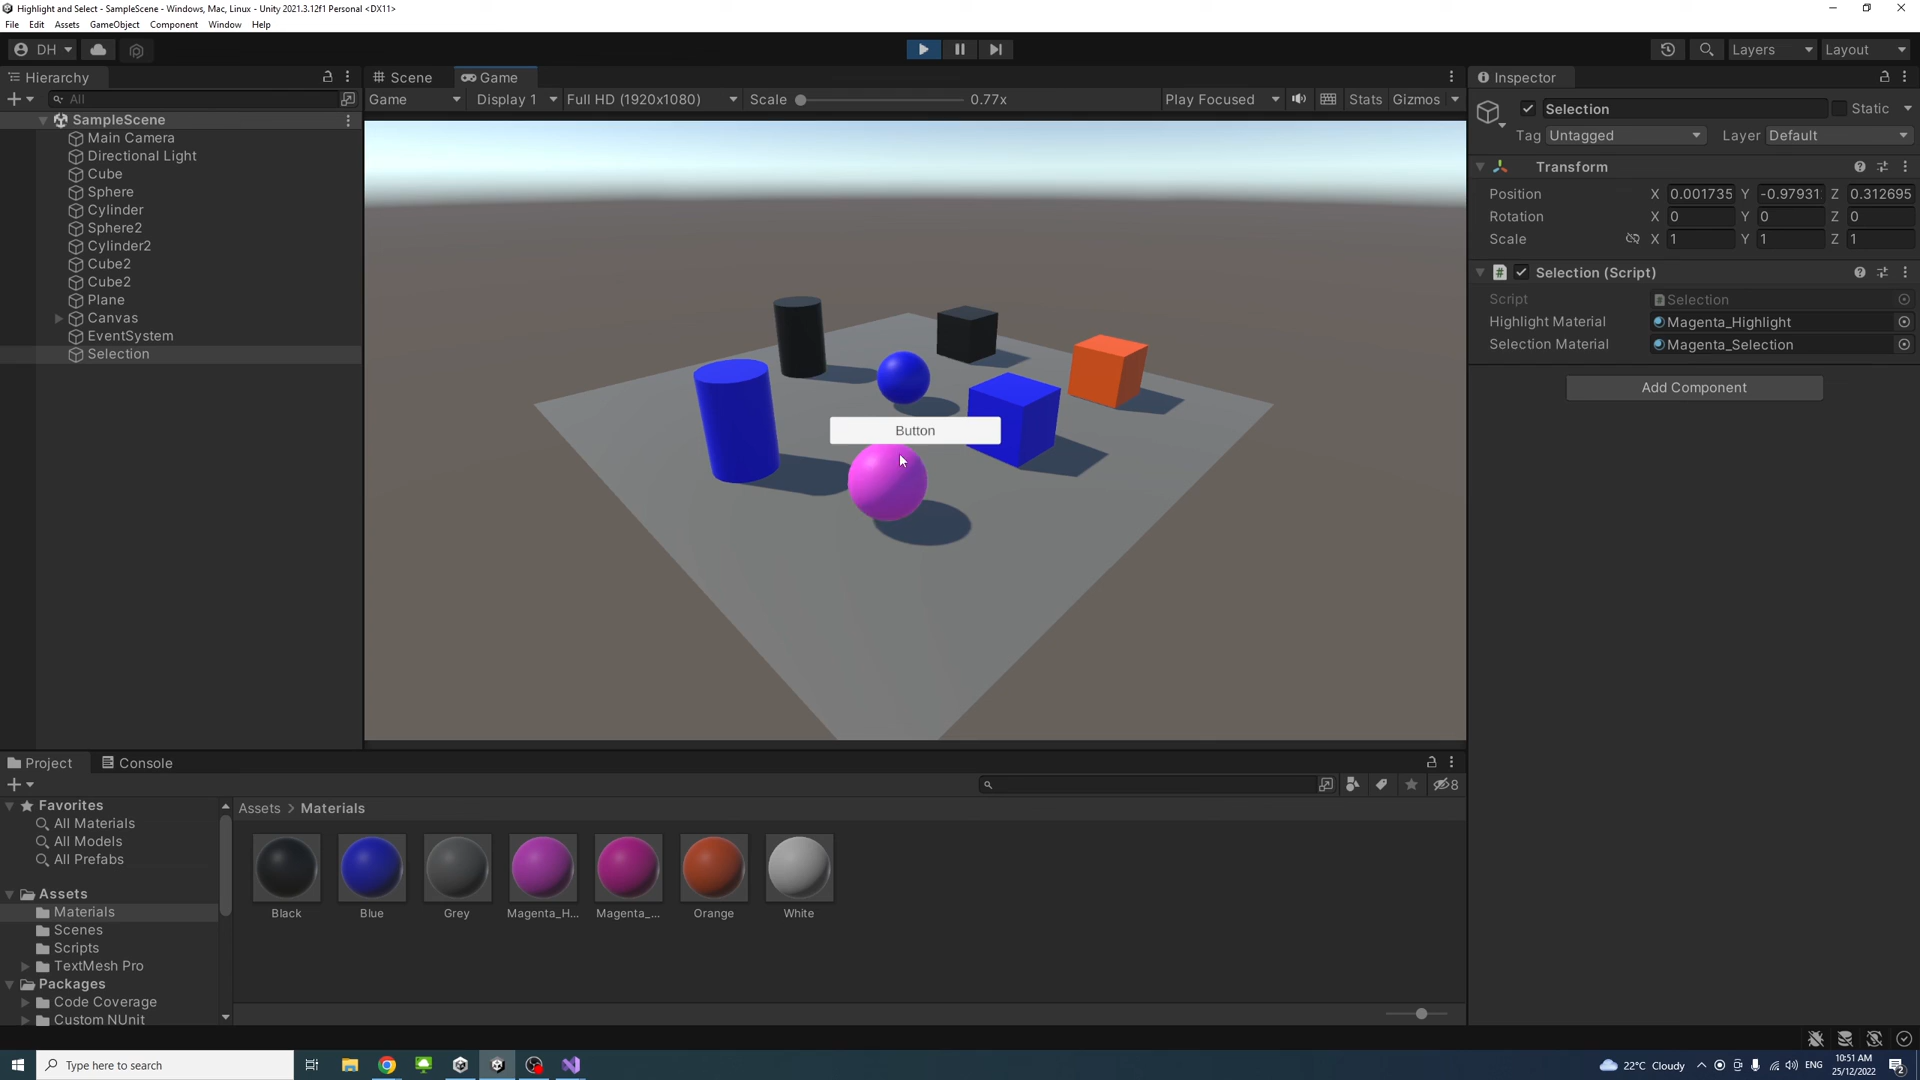 Highlight and Select - SampleScene - Windows, Mac, Linux - Unity 2021.3.12f1 Personal <DX11>
File Edit Assets GameObject Component Window Help
DH
Layers Layout
Hierarchy
All
SampleScene
Main Camera
Directional Light
Cube
Sphere
Cylinder
Sphere2
Cylinder2
Cube2
Cube2
Plane
Canvas
EventSystem
Selection
Scene Game
Game Display 1 Full HD (1920x1080) Scale 0.77x Play Focused Stats Gizmos
Button
Inspector
Selection Static
Tag Untagged Layer Default
Transform
Position X 0.001735 Y -0.97931 Z 0.312695
Rotation X 0 Y 0 Z 0
Scale X 1 Y 1 Z 1
# Selection (Script)
Script Selection
Highlight Material Magenta_Highlight
Selection Material Magenta_Selection
Add Component
Project Console
8
Favorites
All Materials
All Models
All Prefabs
Assets
Materials
Scenes
Scripts
TextMesh Pro
Packages
Code Coverage
Custom NUnit
Assets > Materials
Black Blue Grey Magenta_H... Magenta_... Orange White
Type here to search
22°C Cloudy ENG
10:51 AM
25/12/2022
2